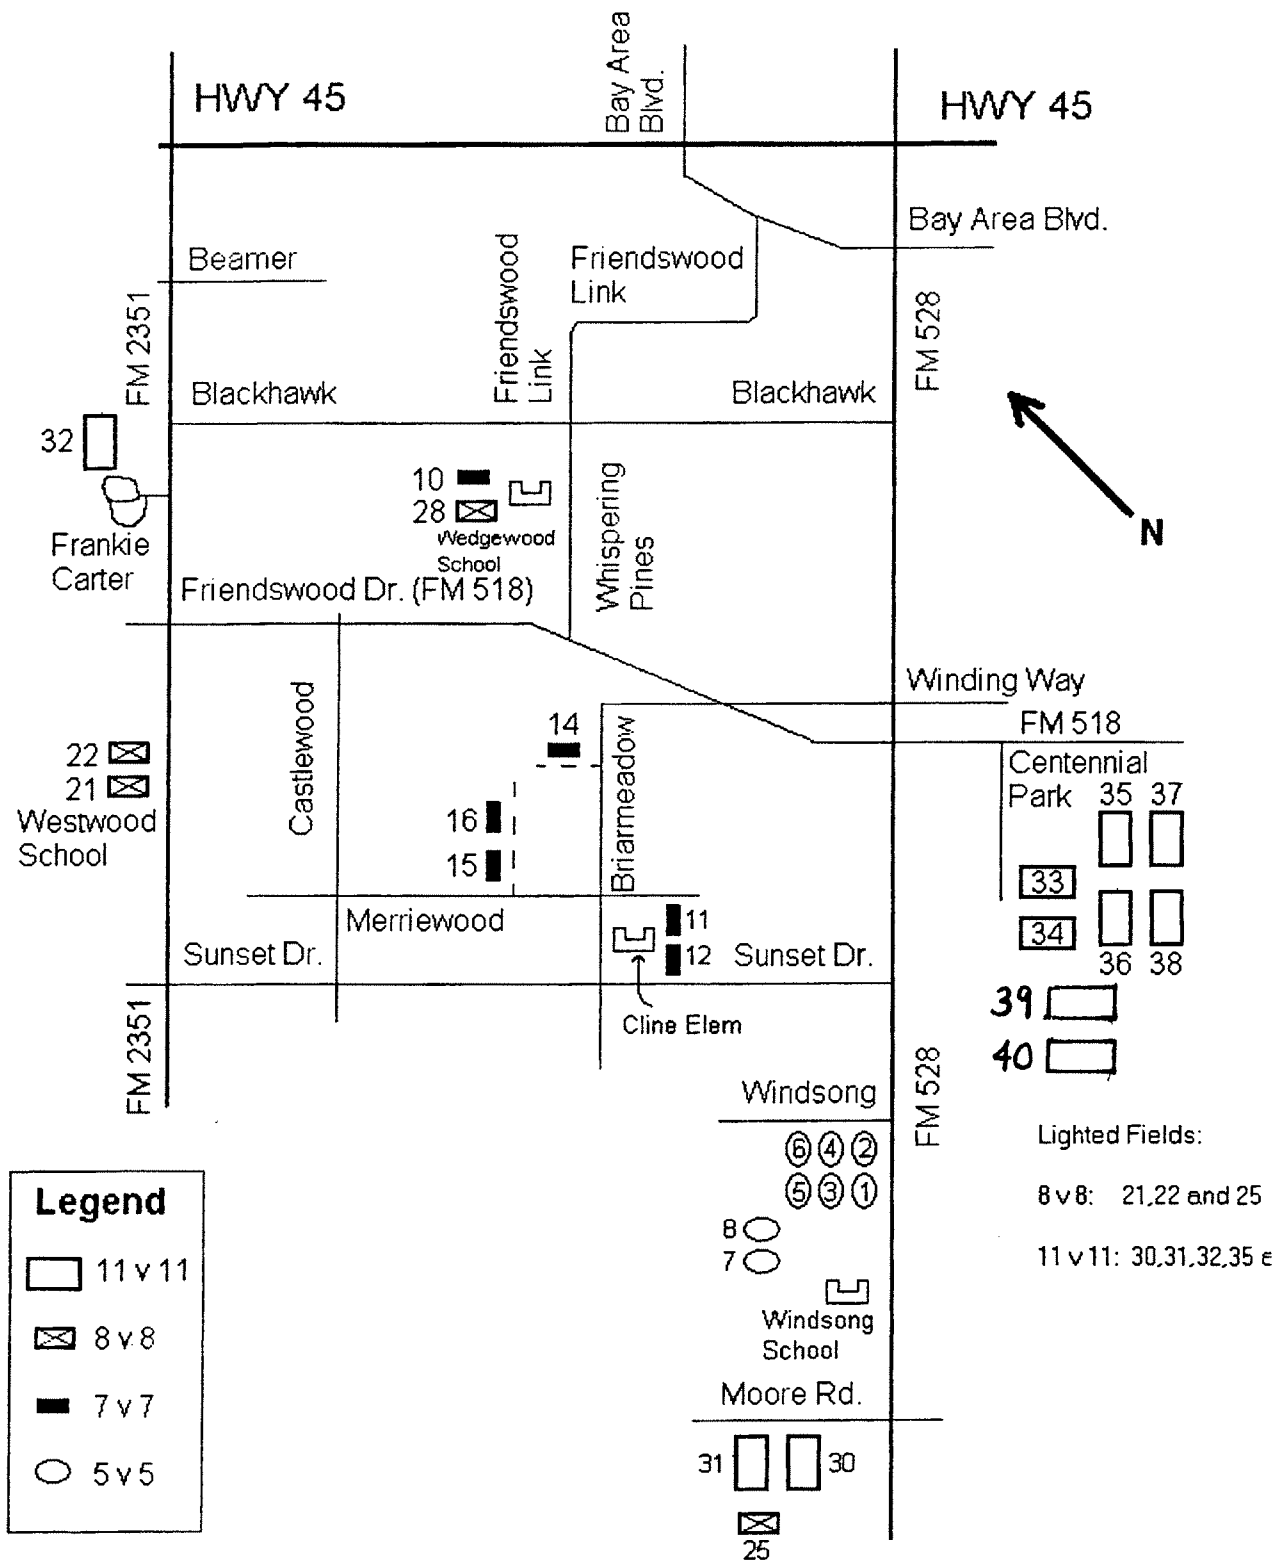 Bay Area
Blvd.
HWY 45
HWY 45
Bay Area Blvd.
Beamer
Friendswood
Link
Friendswood
Link
FM 2351
FM 528
Blackhawk
Blackhawk
32
10
28
Wedgewood
School
Whispering
Pines
N
Frankie
Carter
Friendswood Dr. (FM 518)
Winding Way
FM 518
Castlewood
14
Briarmeadow
22
21
Westwood
School
Centennial
Park
35
37
16
15
33
34
Merriewood
11
12
Sunset Dr.
Sunset Dr.
36
38
39
Cline Elem
40
FM 2351
FM 528
Windsong
6 4 2
5 3 1
8
7
Windsong
School
Moore Rd.
31
30
25
Lighted Fields:
8 v 8: 21,22 and 25
11 v 11: 30,31,32,35 e
Legend
11 v 11
8 v 8
7 v 7
5 v 5